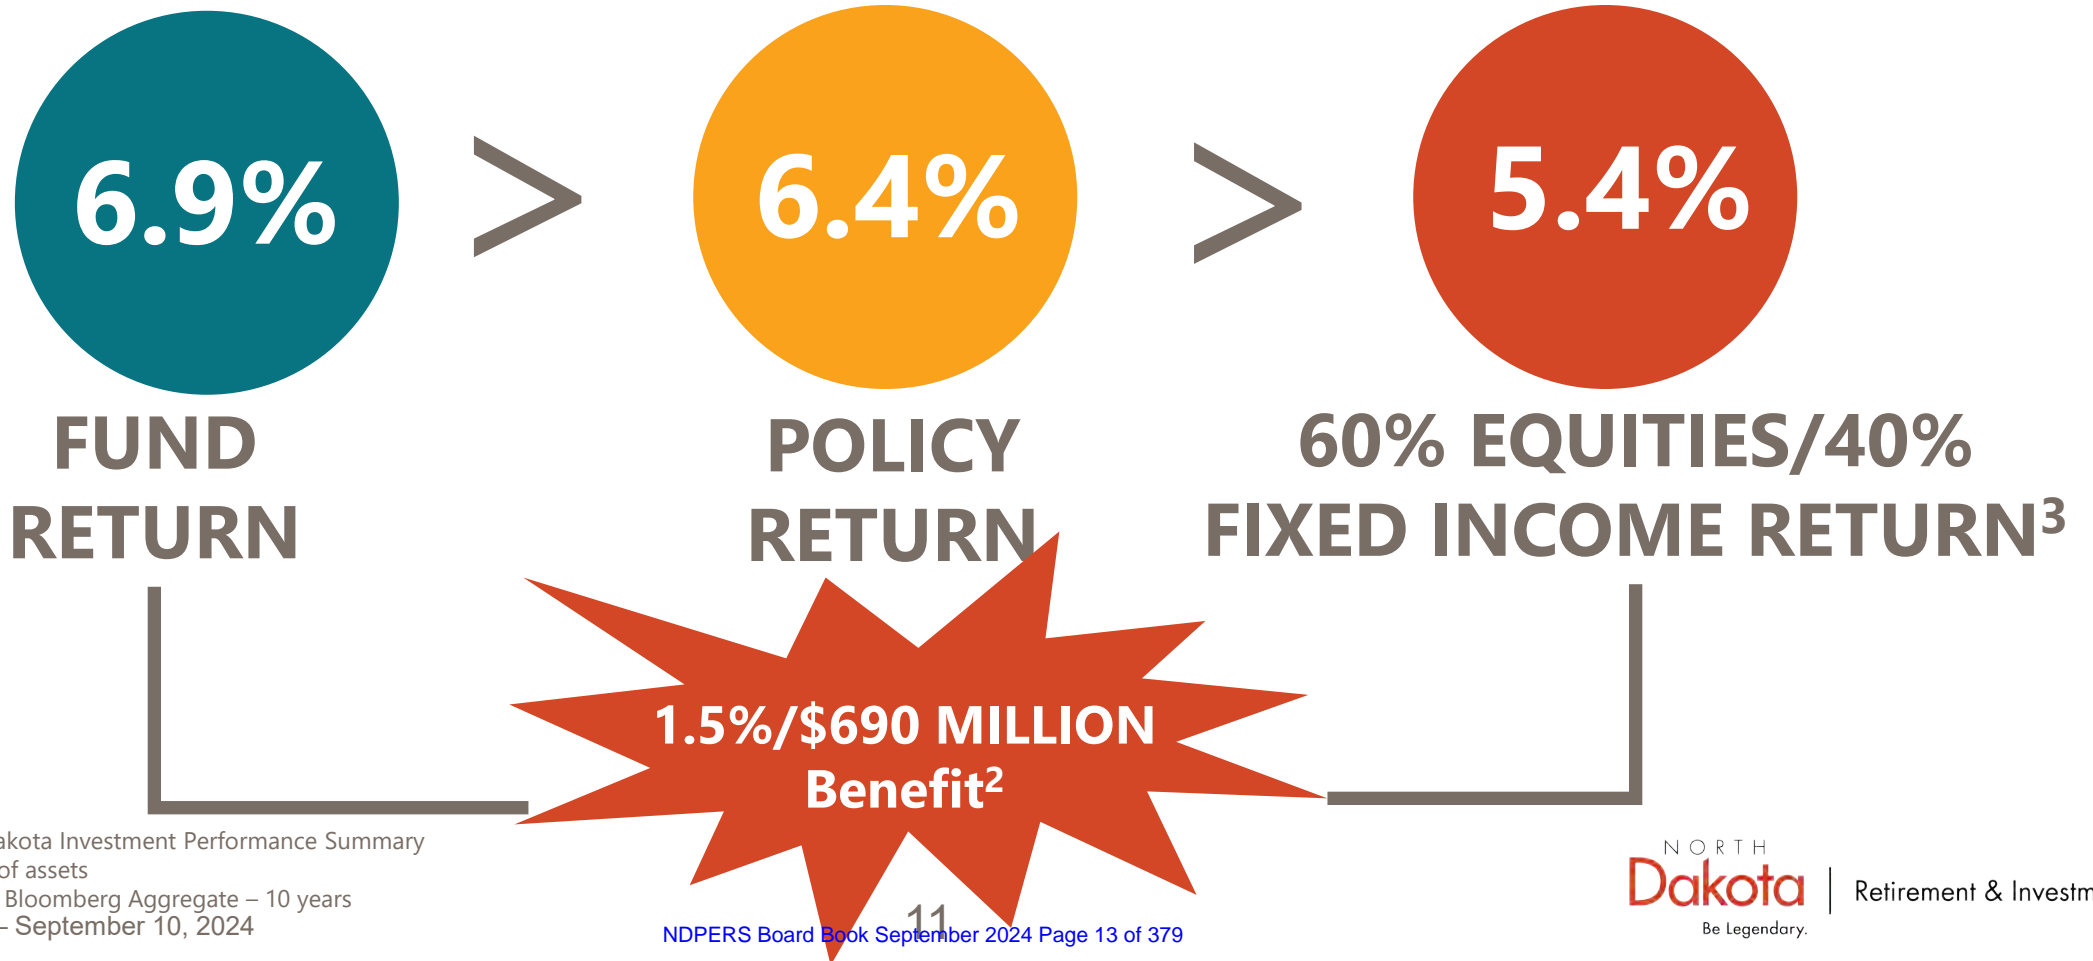 6.9%
>
6.4%
>
5.4%
FUND
RETURN
POLICY
RETURN
60% EQUITIES/40%
FIXED INCOME RETURN³
1.5%/$690 MILLION
Benefit²
akota Investment Performance Summary
of assets
Bloomberg Aggregate – 10 years
– September 10, 2024
11
NDPERS Board Book September 2024 Page 13 of 379
NORTH
Dakota
Be Legendary.
Retirement & Investm